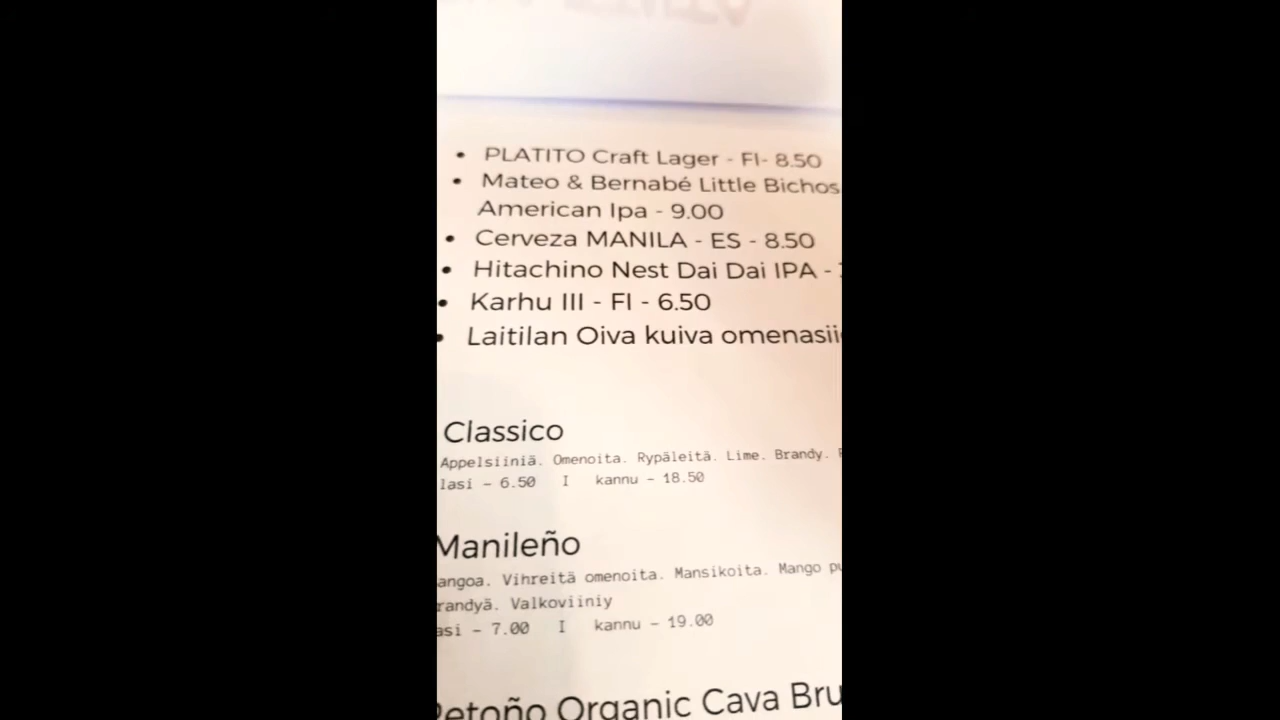 • PLATITO Craft Lager - FI- 8.50
• Mateo & Bernabé Little Bichos
American Ipa - 9.00
• Cerveza MANILA - ES - 8.50
• Hitachino Nest Dai Dai IPA -
• Karhu III - FI - 6.50
• Laitilan Oiva kuiva
Classico
Appelsiiniä. Omenoita. Rypäleitä. Lime. Brandy.
lasi - 6.50 I kannu - 18.50
Manileño
Vihreitä omenoita. Mansikoita. Mango
Valkoviiniy
7.00 I kannu - 19.00
Organic Cava